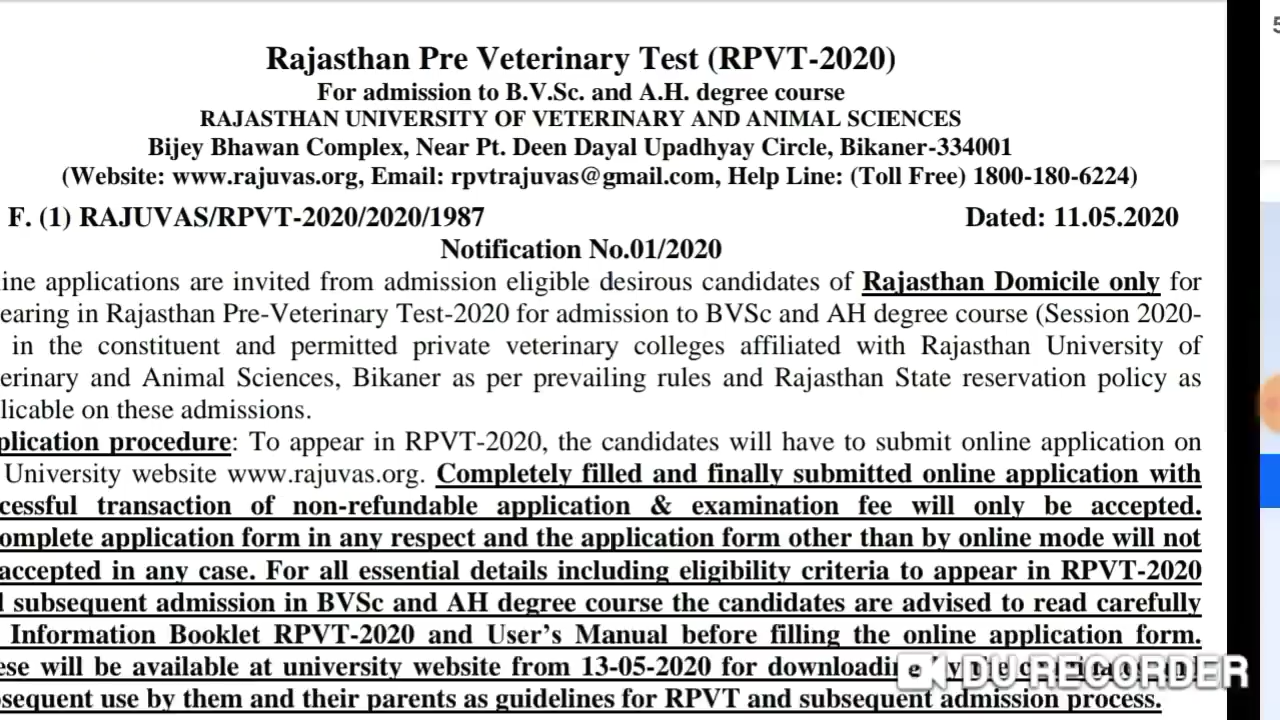 Rajasthan Pre Veterinary Test (RPVT-2020)
For admission to B.V.Sc. and A.H. degree course
RAJASTHAN UNIVERSITY OF VETERINARY AND ANIMAL SCIENCES
Bijey Bhawan Complex, Near Pt. Deen Dayal Upadhyay Circle, Bikaner-334001
(Website: www.rajuvas.org, Email: rpvtrajuvas@gmail.com, Help Line: (Toll Free) 1800-180-6224)
F. (1) RAJUVAS/RPVT-2020/2020/1987 Dated: 11.05.2020
Notification No.01/2020
ine applications are invited from admission eligible desirous candidates of Rajasthan Domicile only for
earing in Rajasthan Pre-Veterinary Test-2020 for admission to BVSc and AH degree course (Session 2020-
in the constituent and permitted private veterinary colleges affiliated with Rajasthan University of
erinary and Animal Sciences, Bikaner as per prevailing rules and Rajasthan State reservation policy as
licable on these admissions.
plication procedure: To appear in RPVT-2020, the candidates will have to submit online application on
University website www.rajuvas.org. Completely filled and finally submitted online application with
cessful transaction of non-refundable application & examination fee will only be accepted.
omplete application form in any respect and the application form other than by online mode will not
accepted in any case. For all essential details including eligibility criteria to appear in RPVT-2020
l subsequent admission in BVSc and AH degree course the candidates are advised to read carefully
Information Booklet RPVT-2020 and User's Manual before filling the online application form.
ese will be available at university website from 13-05-2020 for downloading
sequent use by them and their parents as guidelines for RPVT and subsequent admission process.
DU RECORDER